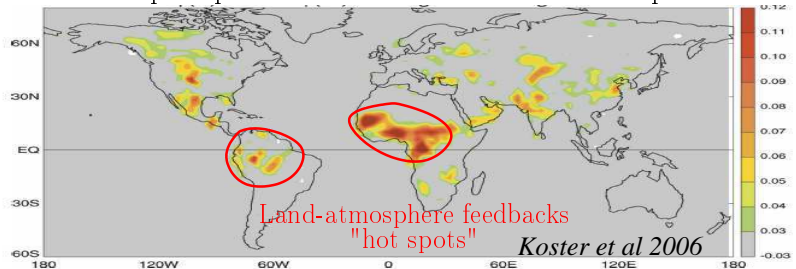 0.12
60N
0.11
0.10
0.09
30N
0.08
0.07
EQ
0.06
0.05
30S
0.04
Land-atmosphere feedbacks
0.03
"hot spots"
Koster et al 2006
60S
-0.03
180
120W
60W
0
60E
120E
180